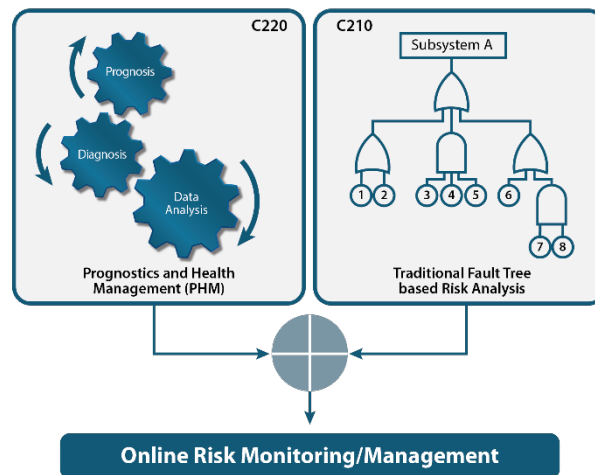 C220
Prognosis
Diagnosis
Data
Analysis
Prognostics and Health
Management (PHM)
C210
Subsystem A
1 2 3 4 5 6
7 8
Traditional Fault Tree
based Risk Analysis
Online Risk Monitoring/Management